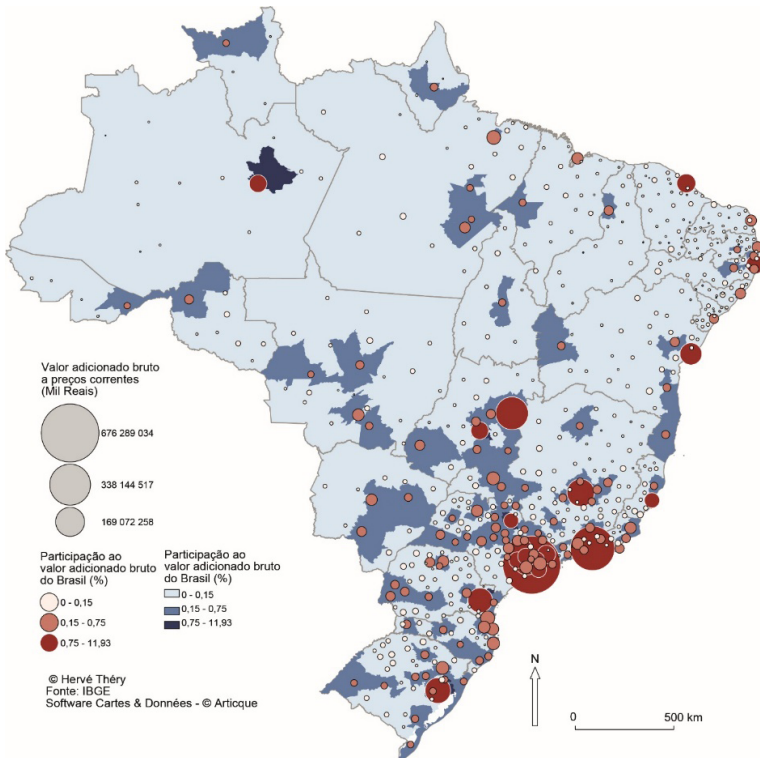 Valor adicionado bruto
a preços correntes
(Mil Reais)
676 289 034
338 144 517
169 072 258
Participação ao
valor adicionado bruto
do Brasil (%)
0 - 0,15
0,15 - 0,75
0,75 - 11,93
Participação ao
valor adicionado bruto
do Brasil (%)
0 - 0,15
0,15 - 0,75
0,75 - 11,93
© Hervé Théry
Fonte: IBGE
Software Cartes & Données - © Articque
N
0 500 km